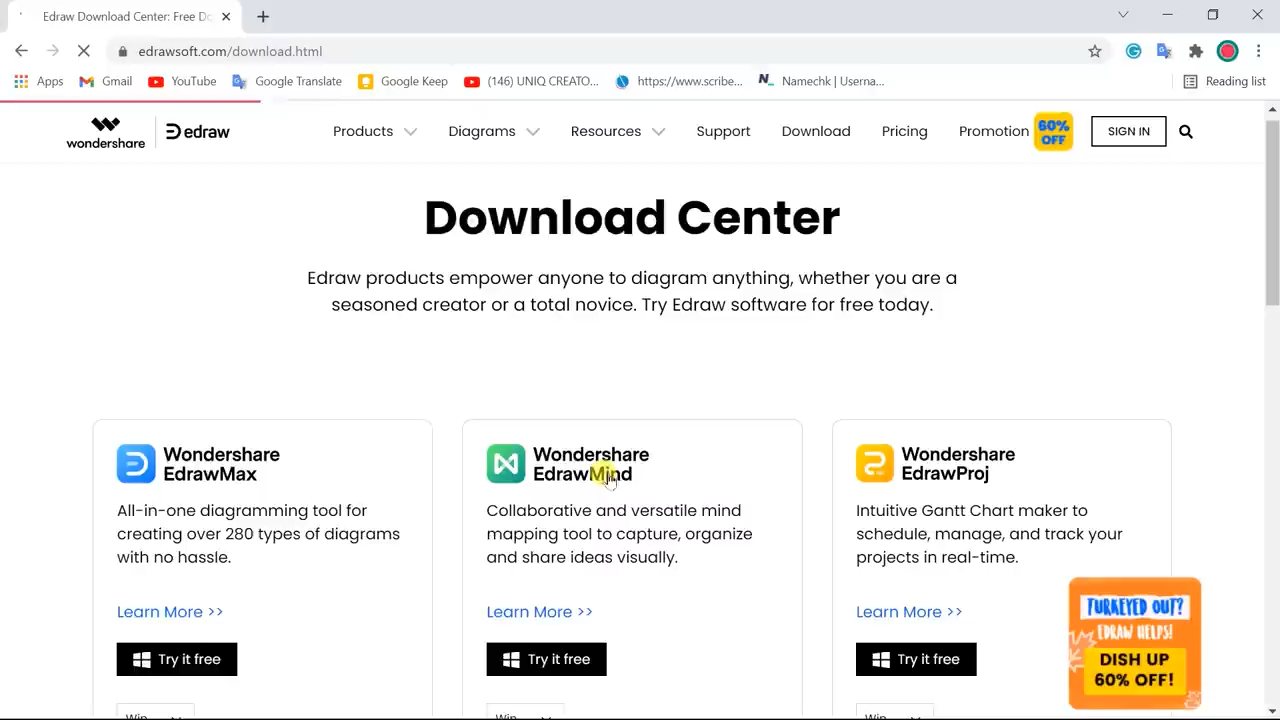 Edraw Download Center: Free Do
edrawsoft.com/download.html
Apps
Gmail
YouTube
Google Translate
Google Keep
(146) UNIQ CREATO...
https://www.scribe...
Namechk | Userna...
Reading list
wondershare
edraw
Products
Diagrams
Resources
Support
Download
Pricing
Promotion
60%
OFF
SIGN IN
Download Center
Edraw products empower anyone to diagram anything, whether you are a
seasoned creator or a total novice. Try Edraw software for free today.
Wondershare
EdrawMax
All-in-one diagramming tool for
creating over 280 types of diagrams
with no hassle.
Learn More >>
Try it free
Win
Wondershare
EdrawMind
Collaborative and versatile mind
mapping tool to capture, organize
and share ideas visually.
Learn More >>
Try it free
Win
Wondershare
EdrawProj
Intuitive Gantt Chart maker to
schedule, manage, and track your
projects in real-time.
Learn More >>
Try it free
Win
TURKEYED OUT?
EDRAW HELPS!
DISH UP
60% OFF!